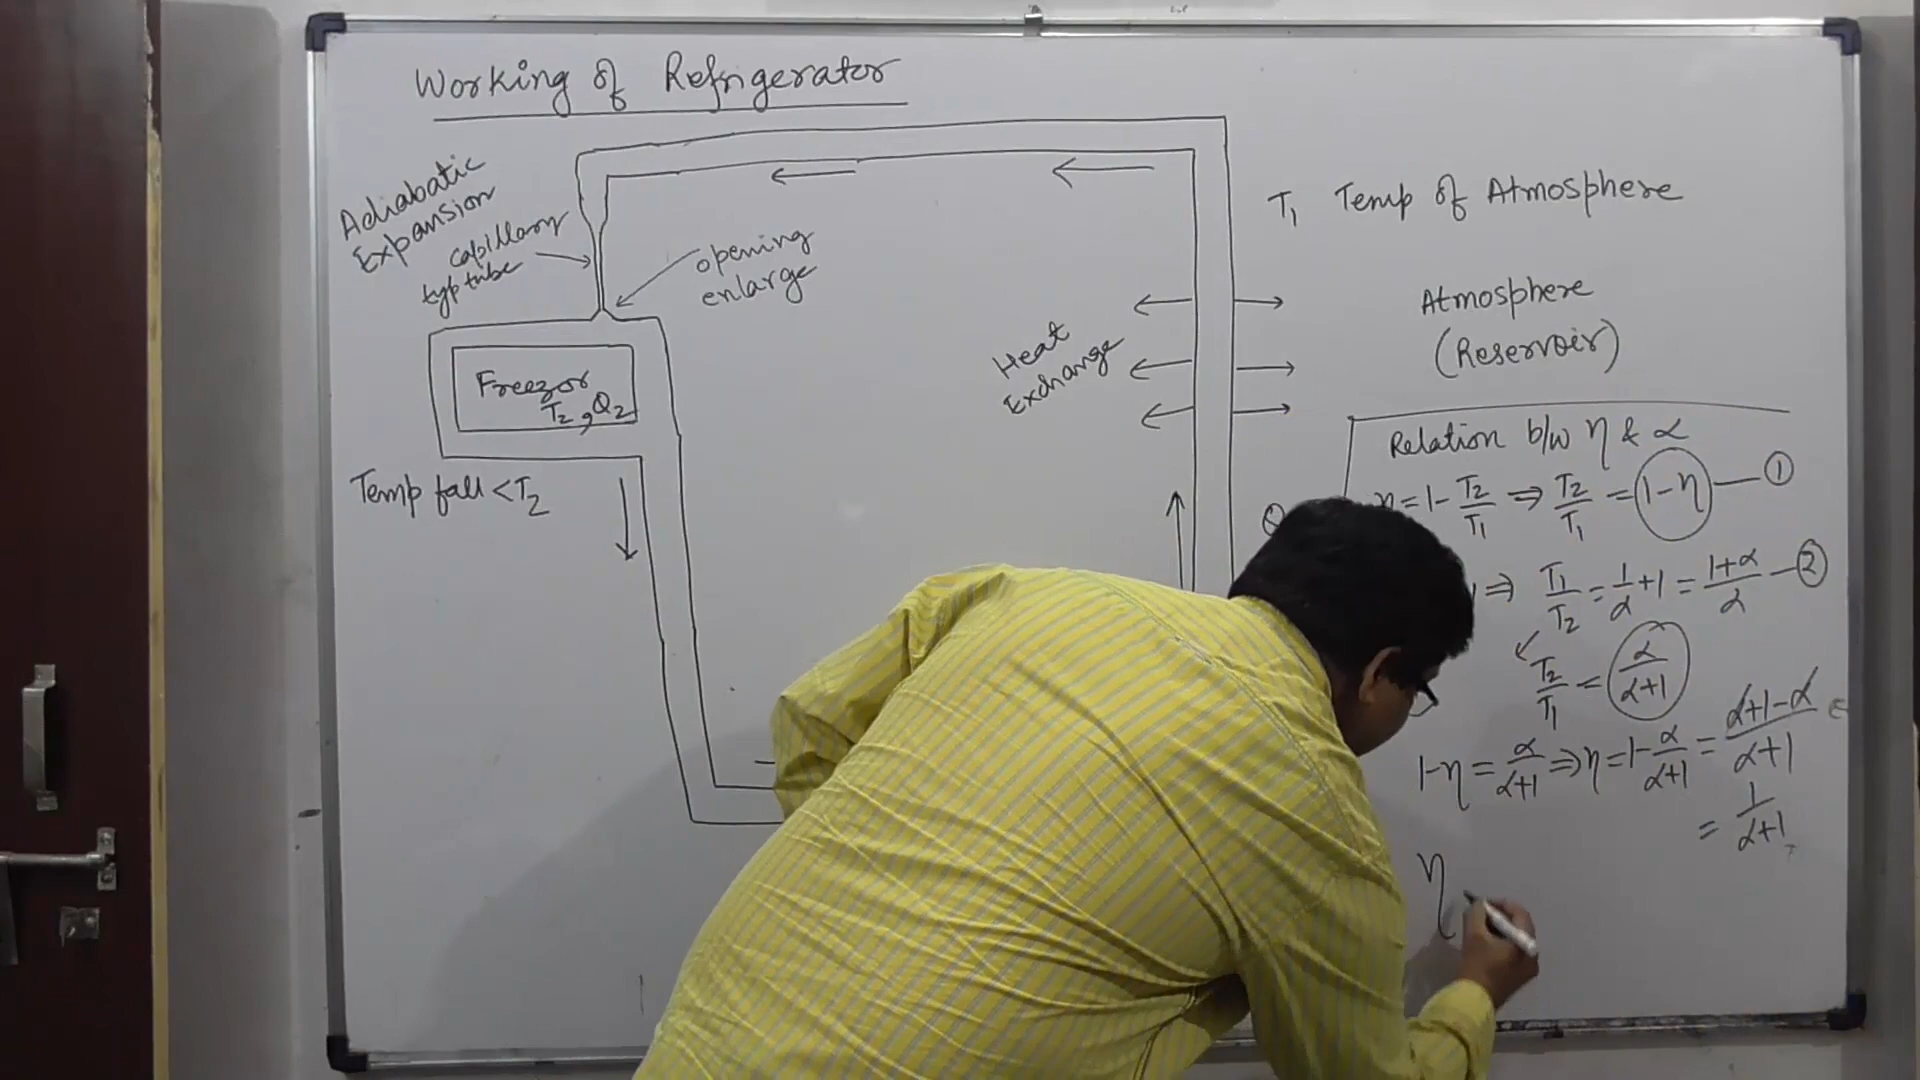 Working of Refrigerator
Adiabatic
Expansion
capillary
typ tube
opening
enlarge
Freezor
T₂, Q₂
Temp fall < T₂
Heat
Exchange
T₁ Temp of Atmosphere
Atmosphere
(Reservoir)
Relation b/w η & α
η = 1 - T₂/T₁ ⇒ T₂/T₁ = (1-η) — ①
⇒ T₁/T₂ = 1/α + 1 = (1+α)/α — ②
T₂/T₁ = α/(α+1)
1-η = α/(α+1) ⇒ η = 1 - α/(α+1) = (α+1-α)/(α+1)
= 1/(α+1)
η